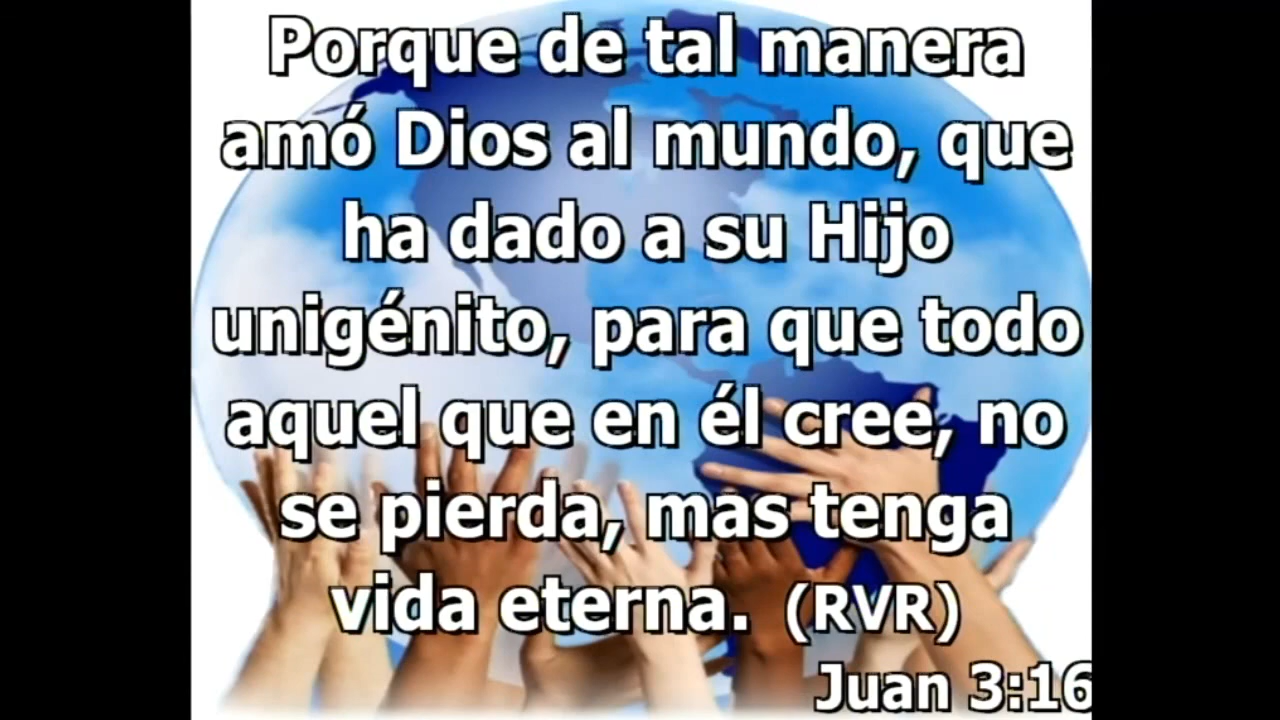 Porque de tal manera
amó Dios al mundo, que
ha dado a su Hijo
unigénito, para que todo
aquel que en él cree, no
se pierda, mas tenga
vida eterna. (RVR)
Juan 3:16